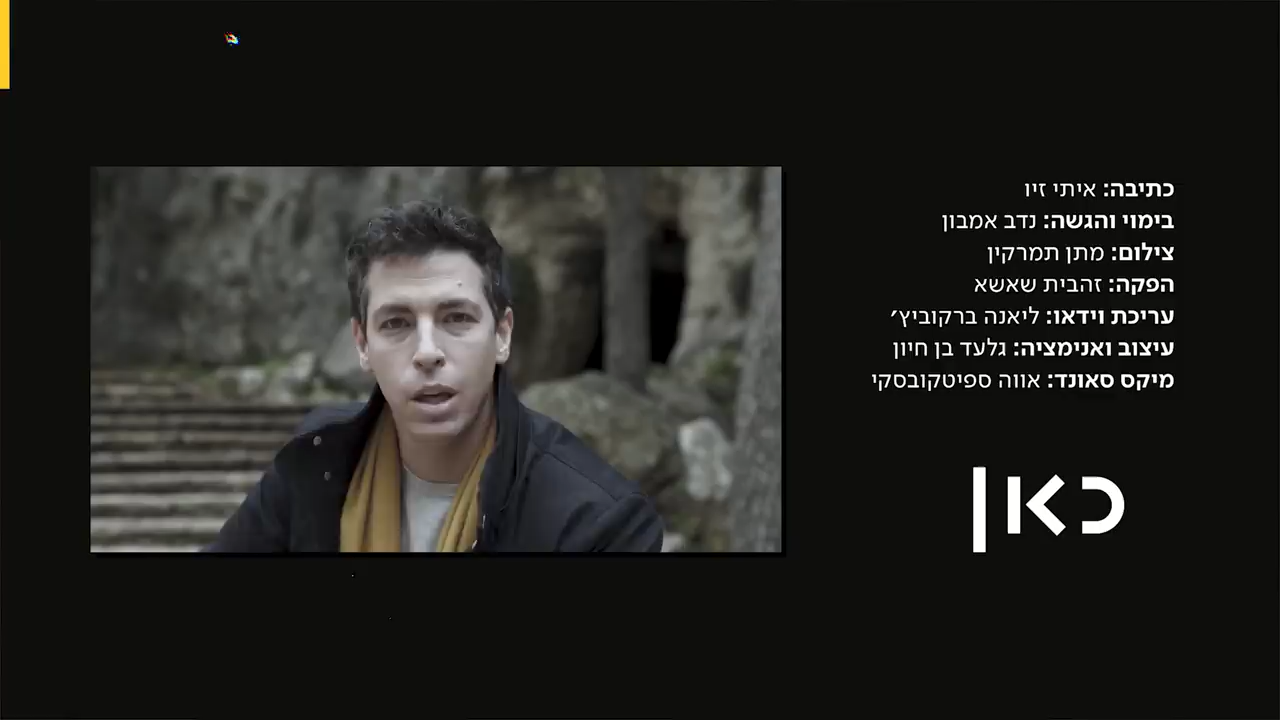 כתיבה: איתי זיו
בימוי והגשה: נדב אמבון
צילום: מתן תמרקין
הפקה: זהבית שאשא
עריכת וידאו: ליאנה ברקוביץ׳
עיצוב ואנימציה: גלעד בן חיון
מיקס סאונד: אווה ספיטקובסקי
כאן